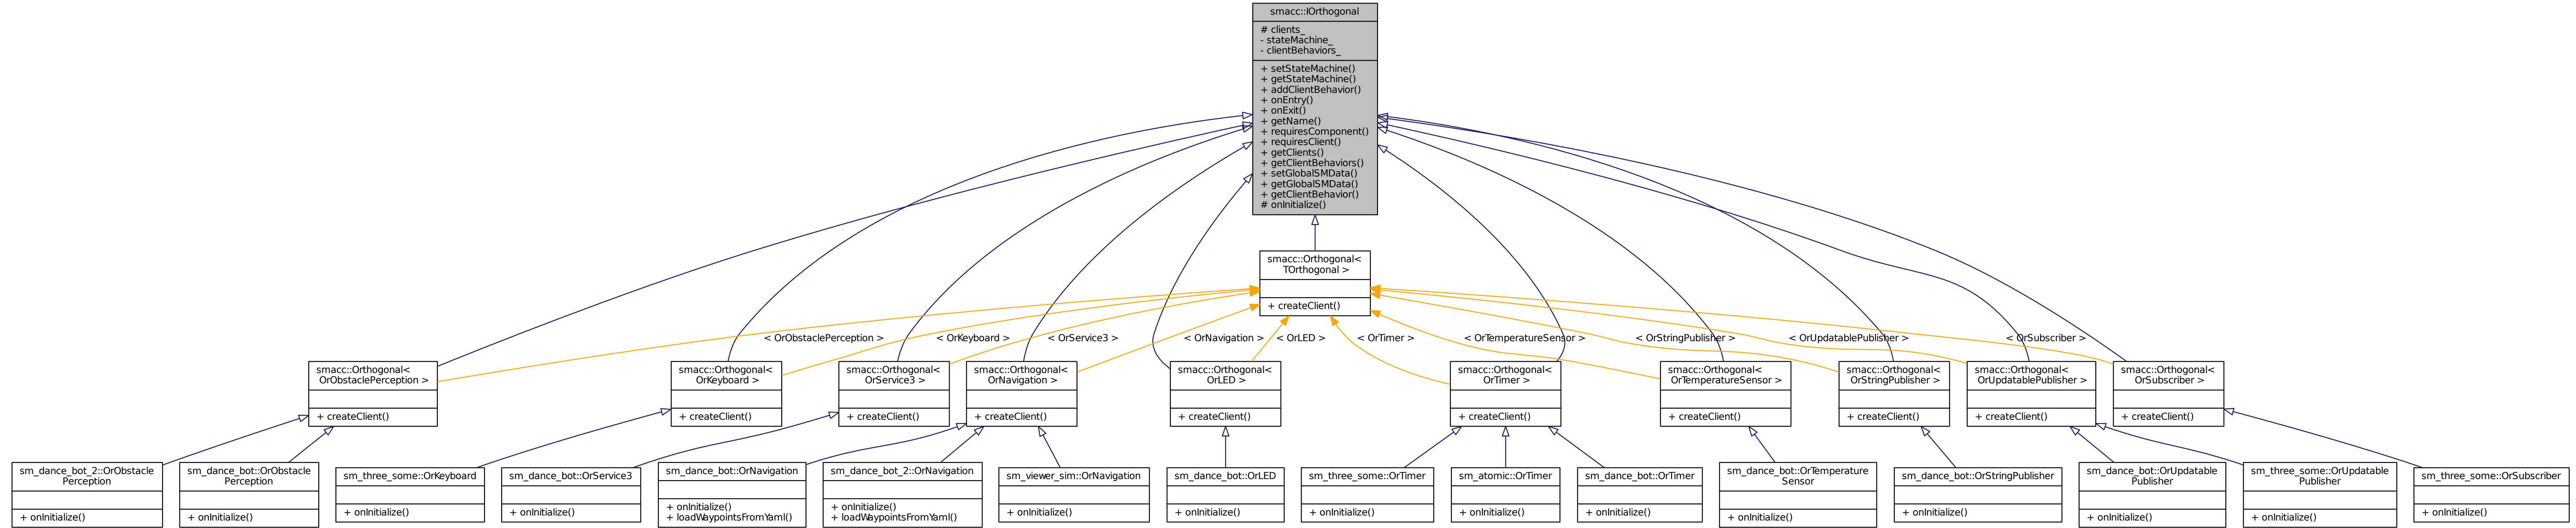 smacc::IOrthogonal
# clients_
- stateMachine_
- clientBehaviors_
+ setStateMachine()
+ getStateMachine()
+ addClientBehavior()
+ onEntry()
+ onExit()
+ getName()
+ requiresComponent()
+ requiresClient()
+ getClients()
+ getClientBehaviors()
+ setGlobalSMData()
+ getGlobalSMData()
+ getClientBehavior()
# onInitialize()
smacc::Orthogonal<
TOrthogonal >
+ createClient()
< OrObstaclePerception >
< OrKeyboard >
< OrService3 >
< OrNavigation >
< OrLED >
< OrTimer >
< OrTemperatureSensor >
< OrStringPublisher >
< OrUpdatablePublisher >
< OrSubscriber >
smacc::Orthogonal<
OrObstaclePerception >
+ createClient()
smacc::Orthogonal<
OrKeyboard >
+ createClient()
smacc::Orthogonal<
OrService3 >
+ createClient()
smacc::Orthogonal<
OrNavigation >
+ createClient()
smacc::Orthogonal<
OrLED >
+ createClient()
smacc::Orthogonal<
OrTimer >
+ createClient()
smacc::Orthogonal<
OrTemperatureSensor >
+ createClient()
smacc::Orthogonal<
OrStringPublisher >
+ createClient()
smacc::Orthogonal<
OrUpdatablePublisher >
+ createClient()
smacc::Orthogonal<
OrSubscriber >
+ createClient()
sm_dance_bot_2::OrObstacle
Perception
+ onInitialize()
sm_dance_bot::OrObstacle
Perception
+ onInitialize()
sm_three_some::OrKeyboard
+ onInitialize()
sm_dance_bot::OrService3
+ onInitialize()
sm_dance_bot::OrNavigation
+ onInitialize()
+ loadWaypointsFromYaml()
sm_dance_bot_2::OrNavigation
+ onInitialize()
+ loadWaypointsFromYaml()
sm_viewer_sim::OrNavigation
+ onInitialize()
sm_dance_bot::OrLED
+ onInitialize()
sm_three_some::OrTimer
+ onInitialize()
sm_atomic::OrTimer
+ onInitialize()
sm_dance_bot::OrTimer
+ onInitialize()
sm_dance_bot::OrTemperature
Sensor
+ onInitialize()
sm_dance_bot::OrStringPublisher
+ onInitialize()
sm_dance_bot::OrUpdatable
Publisher
+ onInitialize()
sm_three_some::OrUpdatable
Publisher
+ onInitialize()
sm_three_some::OrSubscriber
+ onInitialize()